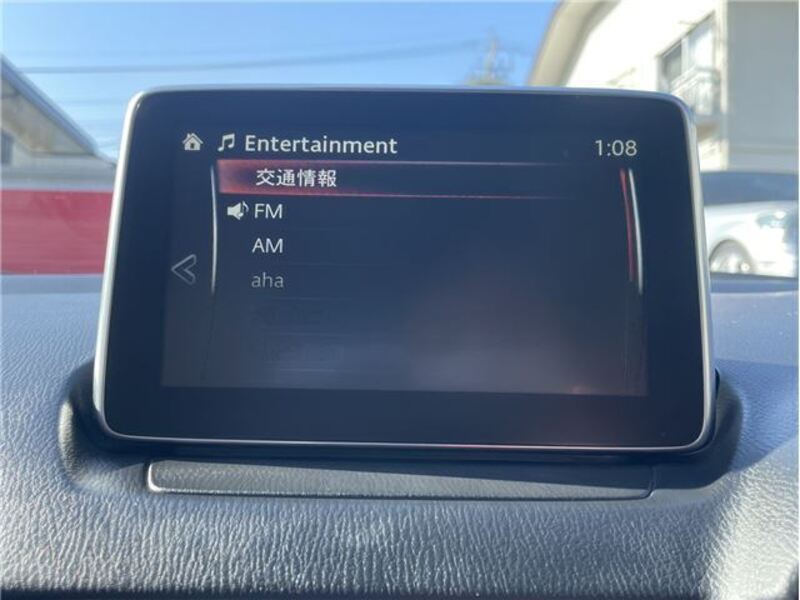 Entertainment 1:08
交通情報
FM
AM
aha